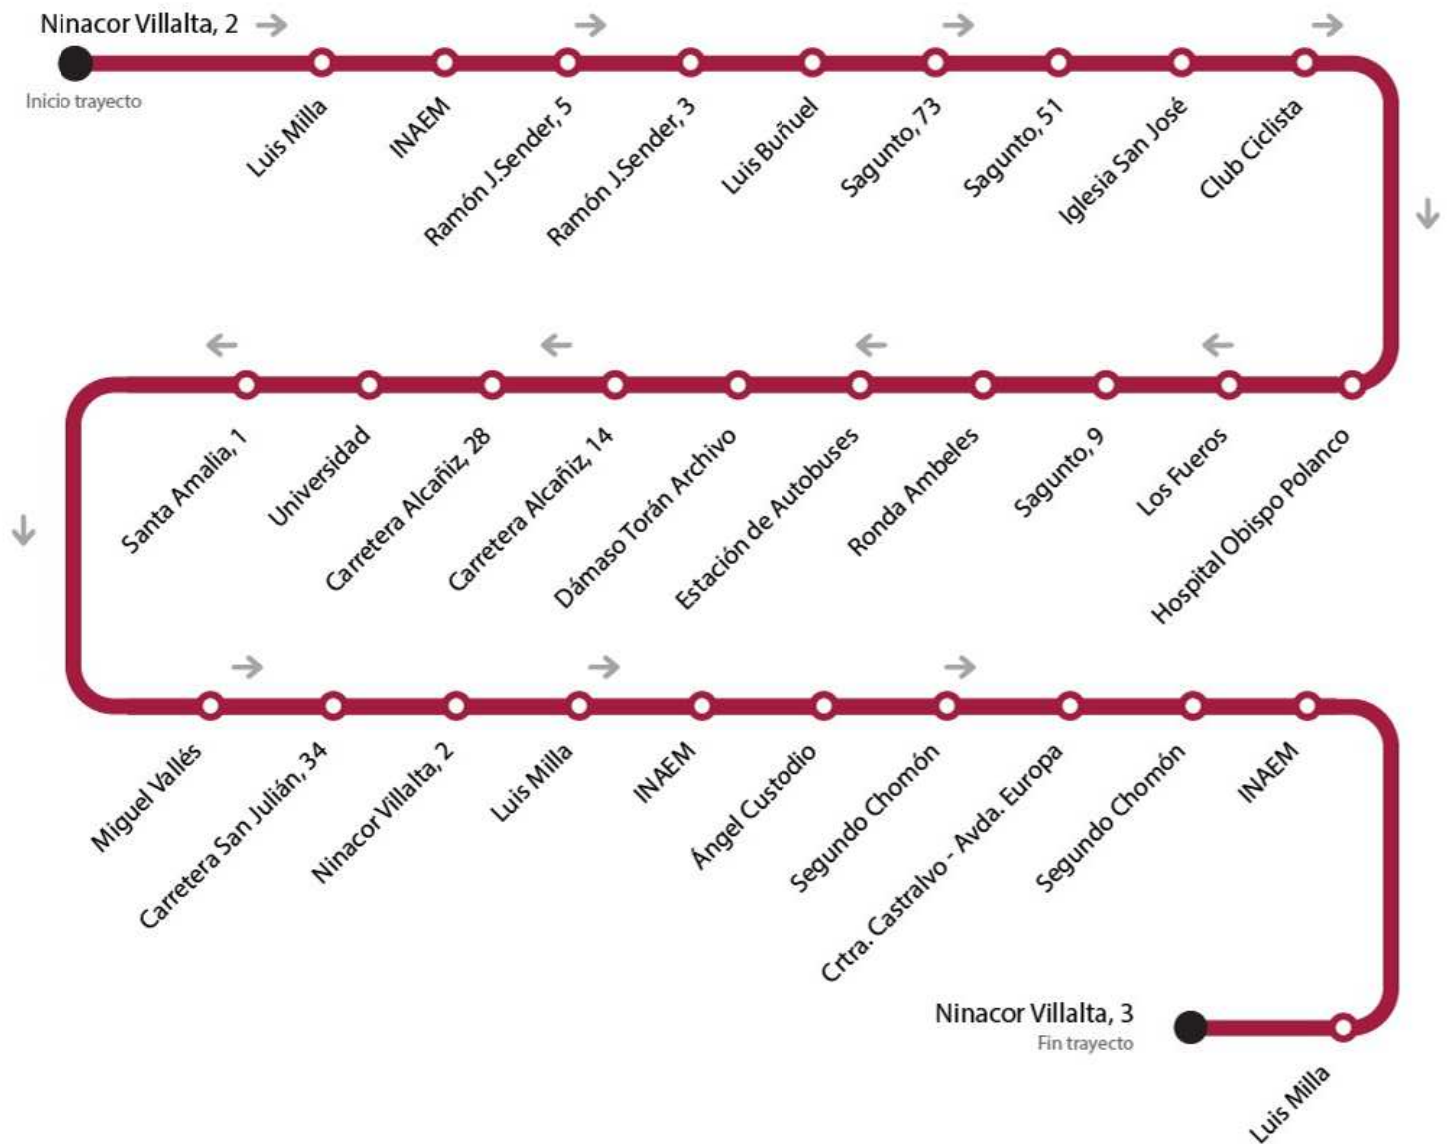 Ninacor Villalta, 2
Inicio trayecto
Luis Milla
INAEM
Ramón J.Sender, 5
Ramón J.Sender, 3
Luis Buñuel
Sagunto, 73
Sagunto, 51
Iglesia San José
Club Ciclista
Santa Amalia, 1
Universidad
Carretera Alcañiz, 28
Carretera Alcañiz, 14
Dámaso Torán Archivo
Estación de Autobuses
Ronda Ambeles
Sagunto, 9
Los Fueros
Hospital Obispo Polanco
Miguel Vallés
Carretera San Julián, 34
Ninacor Villalta, 2
Luis Milla
INAEM
Ángel Custodio
Segundo Chomón
Crtra. Castralvo - Avda. Europa
Segundo Chomón
INAEM
Ninacor Villalta, 3
Fin trayecto
Luis Milla